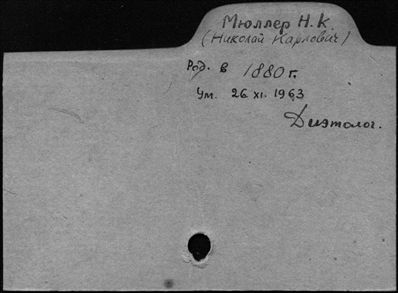 Мюллер Н. К.
(Николай Карлович)
Род. в 1880 г.
Ум. 26. XI. 1963
Диэтолог.